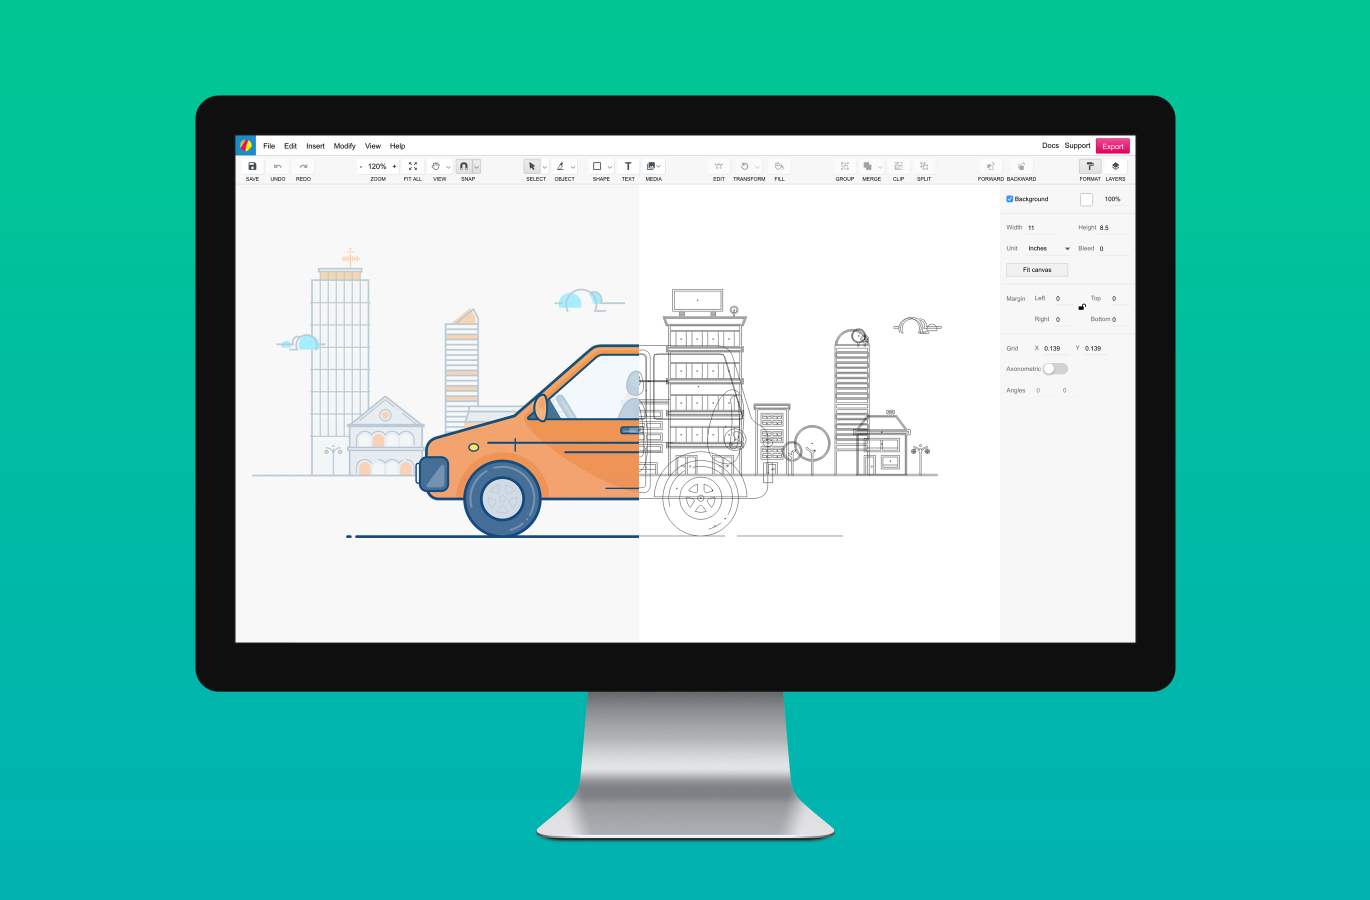 File Edit Insert Modify View Help Docs Support Export
- 120% + T
SAVE UNDO REDO ZOOM FIT ALL VIEW SNAP SELECT OBJECT SHAPE TEXT MEDIA EDIT TRANSFORM FILL GROUP MERGE CLIP SPLIT FORWARD BACKWARD FORMAT LAYERS
Background 100%
Width 11 Height 8.5
Unit Inches Bleed 0
Fit canvas
Margin Left 0 Top 0
Right 0 Bottom 0
Grid X 0.139 Y 0.139
Axonometric
Angles 0 0